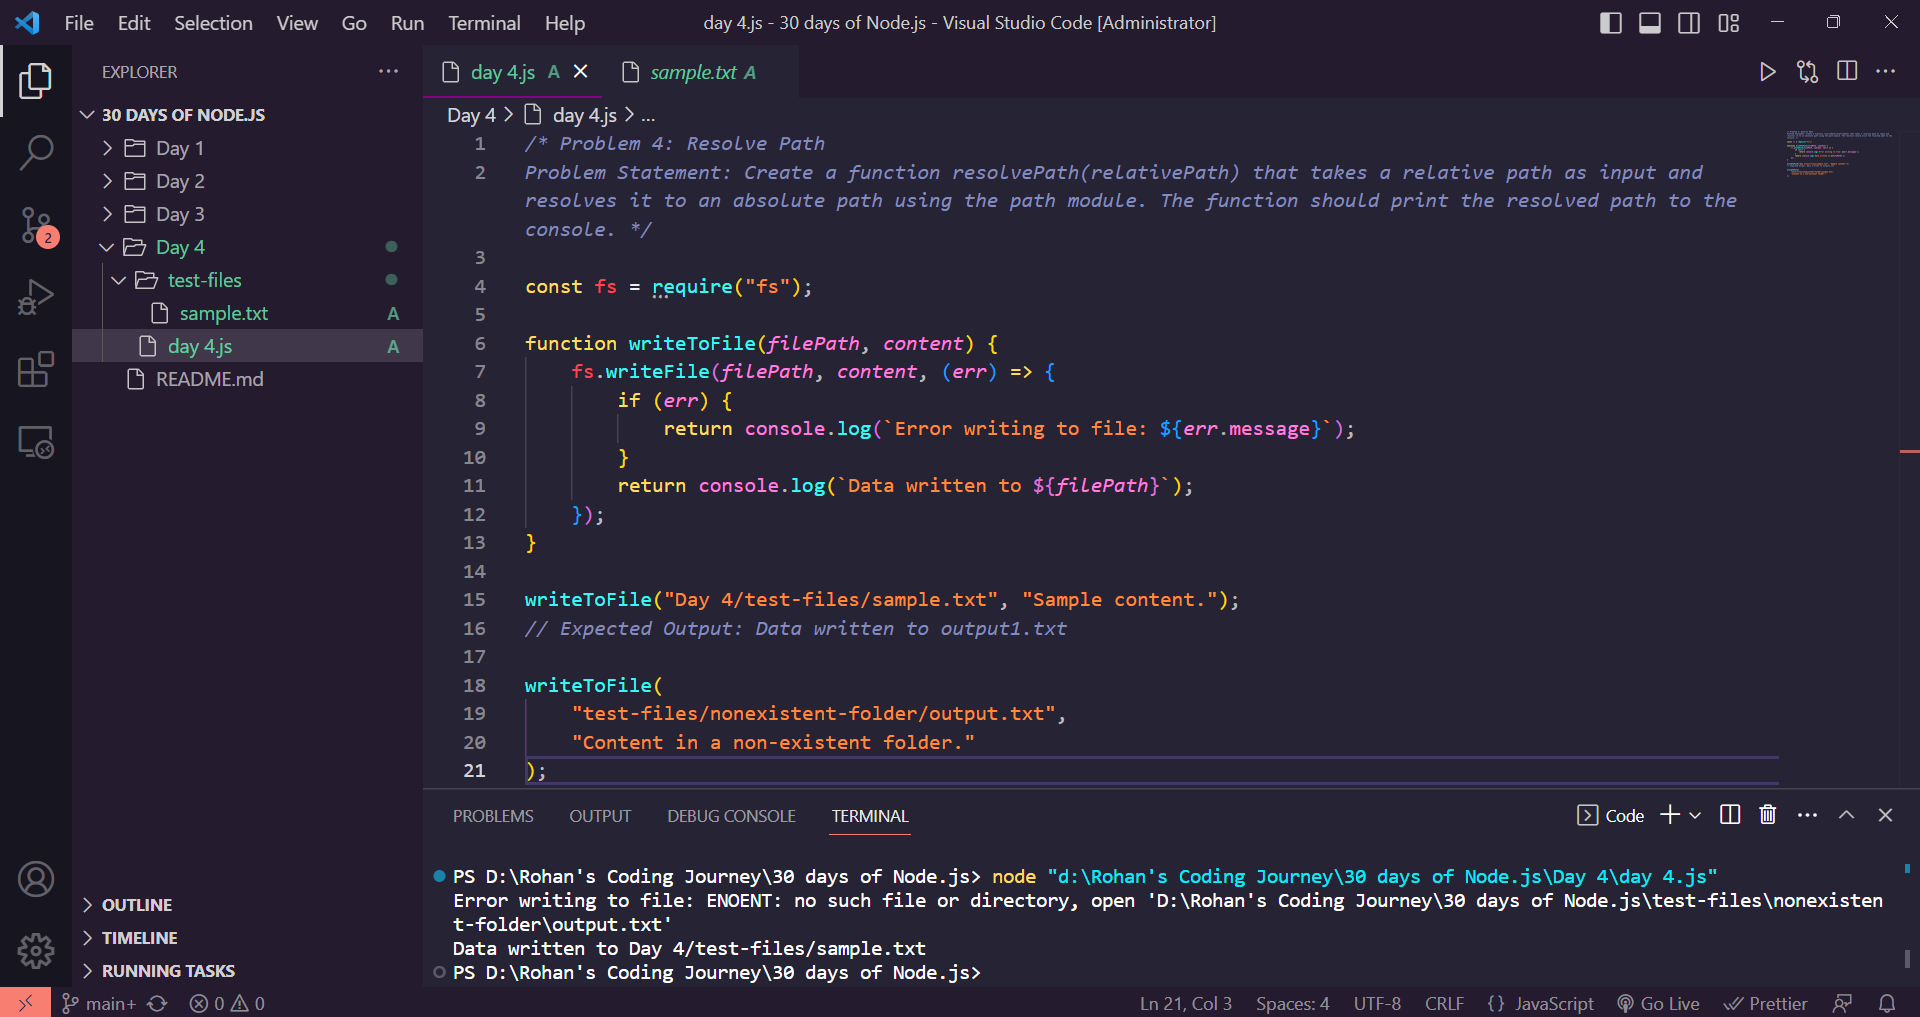 File Edit Selection View Go Run Terminal Help
day 4.js - 30 days of Node.js - Visual Studio Code [Administrator]
EXPLORER
30 DAYS OF NODE.JS
Day 1
Day 2
Day 3
Day 4
test-files
sample.txt A
day 4.js A
README.md
OUTLINE
TIMELINE
RUNNING TASKS
2
day 4.js A
sample.txt A
Day 4 > day 4.js > ...
1 /* Problem 4: Resolve Path
2 Problem Statement: Create a function resolvePath(relativePath) that takes a relative path as input and
resolves it to an absolute path using the path module. The function should print the resolved path to the
console. */
3
4 const fs = require("fs");
5
6 function writeToFile(filePath, content) {
7 fs.writeFile(filePath, content, (err) => {
8 if (err) {
9 return console.log(`Error writing to file: ${err.message}`);
10 }
11 return console.log(`Data written to ${filePath}`);
12 });
13 }
14
15 writeToFile("Day 4/test-files/sample.txt", "Sample content.");
16 // Expected Output: Data written to output1.txt
17
18 writeToFile(
19 "test-files/nonexistent-folder/output.txt",
20 "Content in a non-existent folder."
21 );
PROBLEMS OUTPUT DEBUG CONSOLE TERMINAL
Code
PS D:\Rohan's Coding Journey\30 days of Node.js> node "d:\Rohan's Coding Journey\30 days of Node.js\Day 4\day 4.js"
Error writing to file: ENOENT: no such file or directory, open 'D:\Rohan's Coding Journey\30 days of Node.js\test-files\nonexisten
t-folder\output.txt'
Data written to Day 4/test-files/sample.txt
PS D:\Rohan's Coding Journey\30 days of Node.js>
main+ 0 0
Ln 21, Col 3 Spaces: 4 UTF-8 CRLF {} JavaScript Go Live Prettier